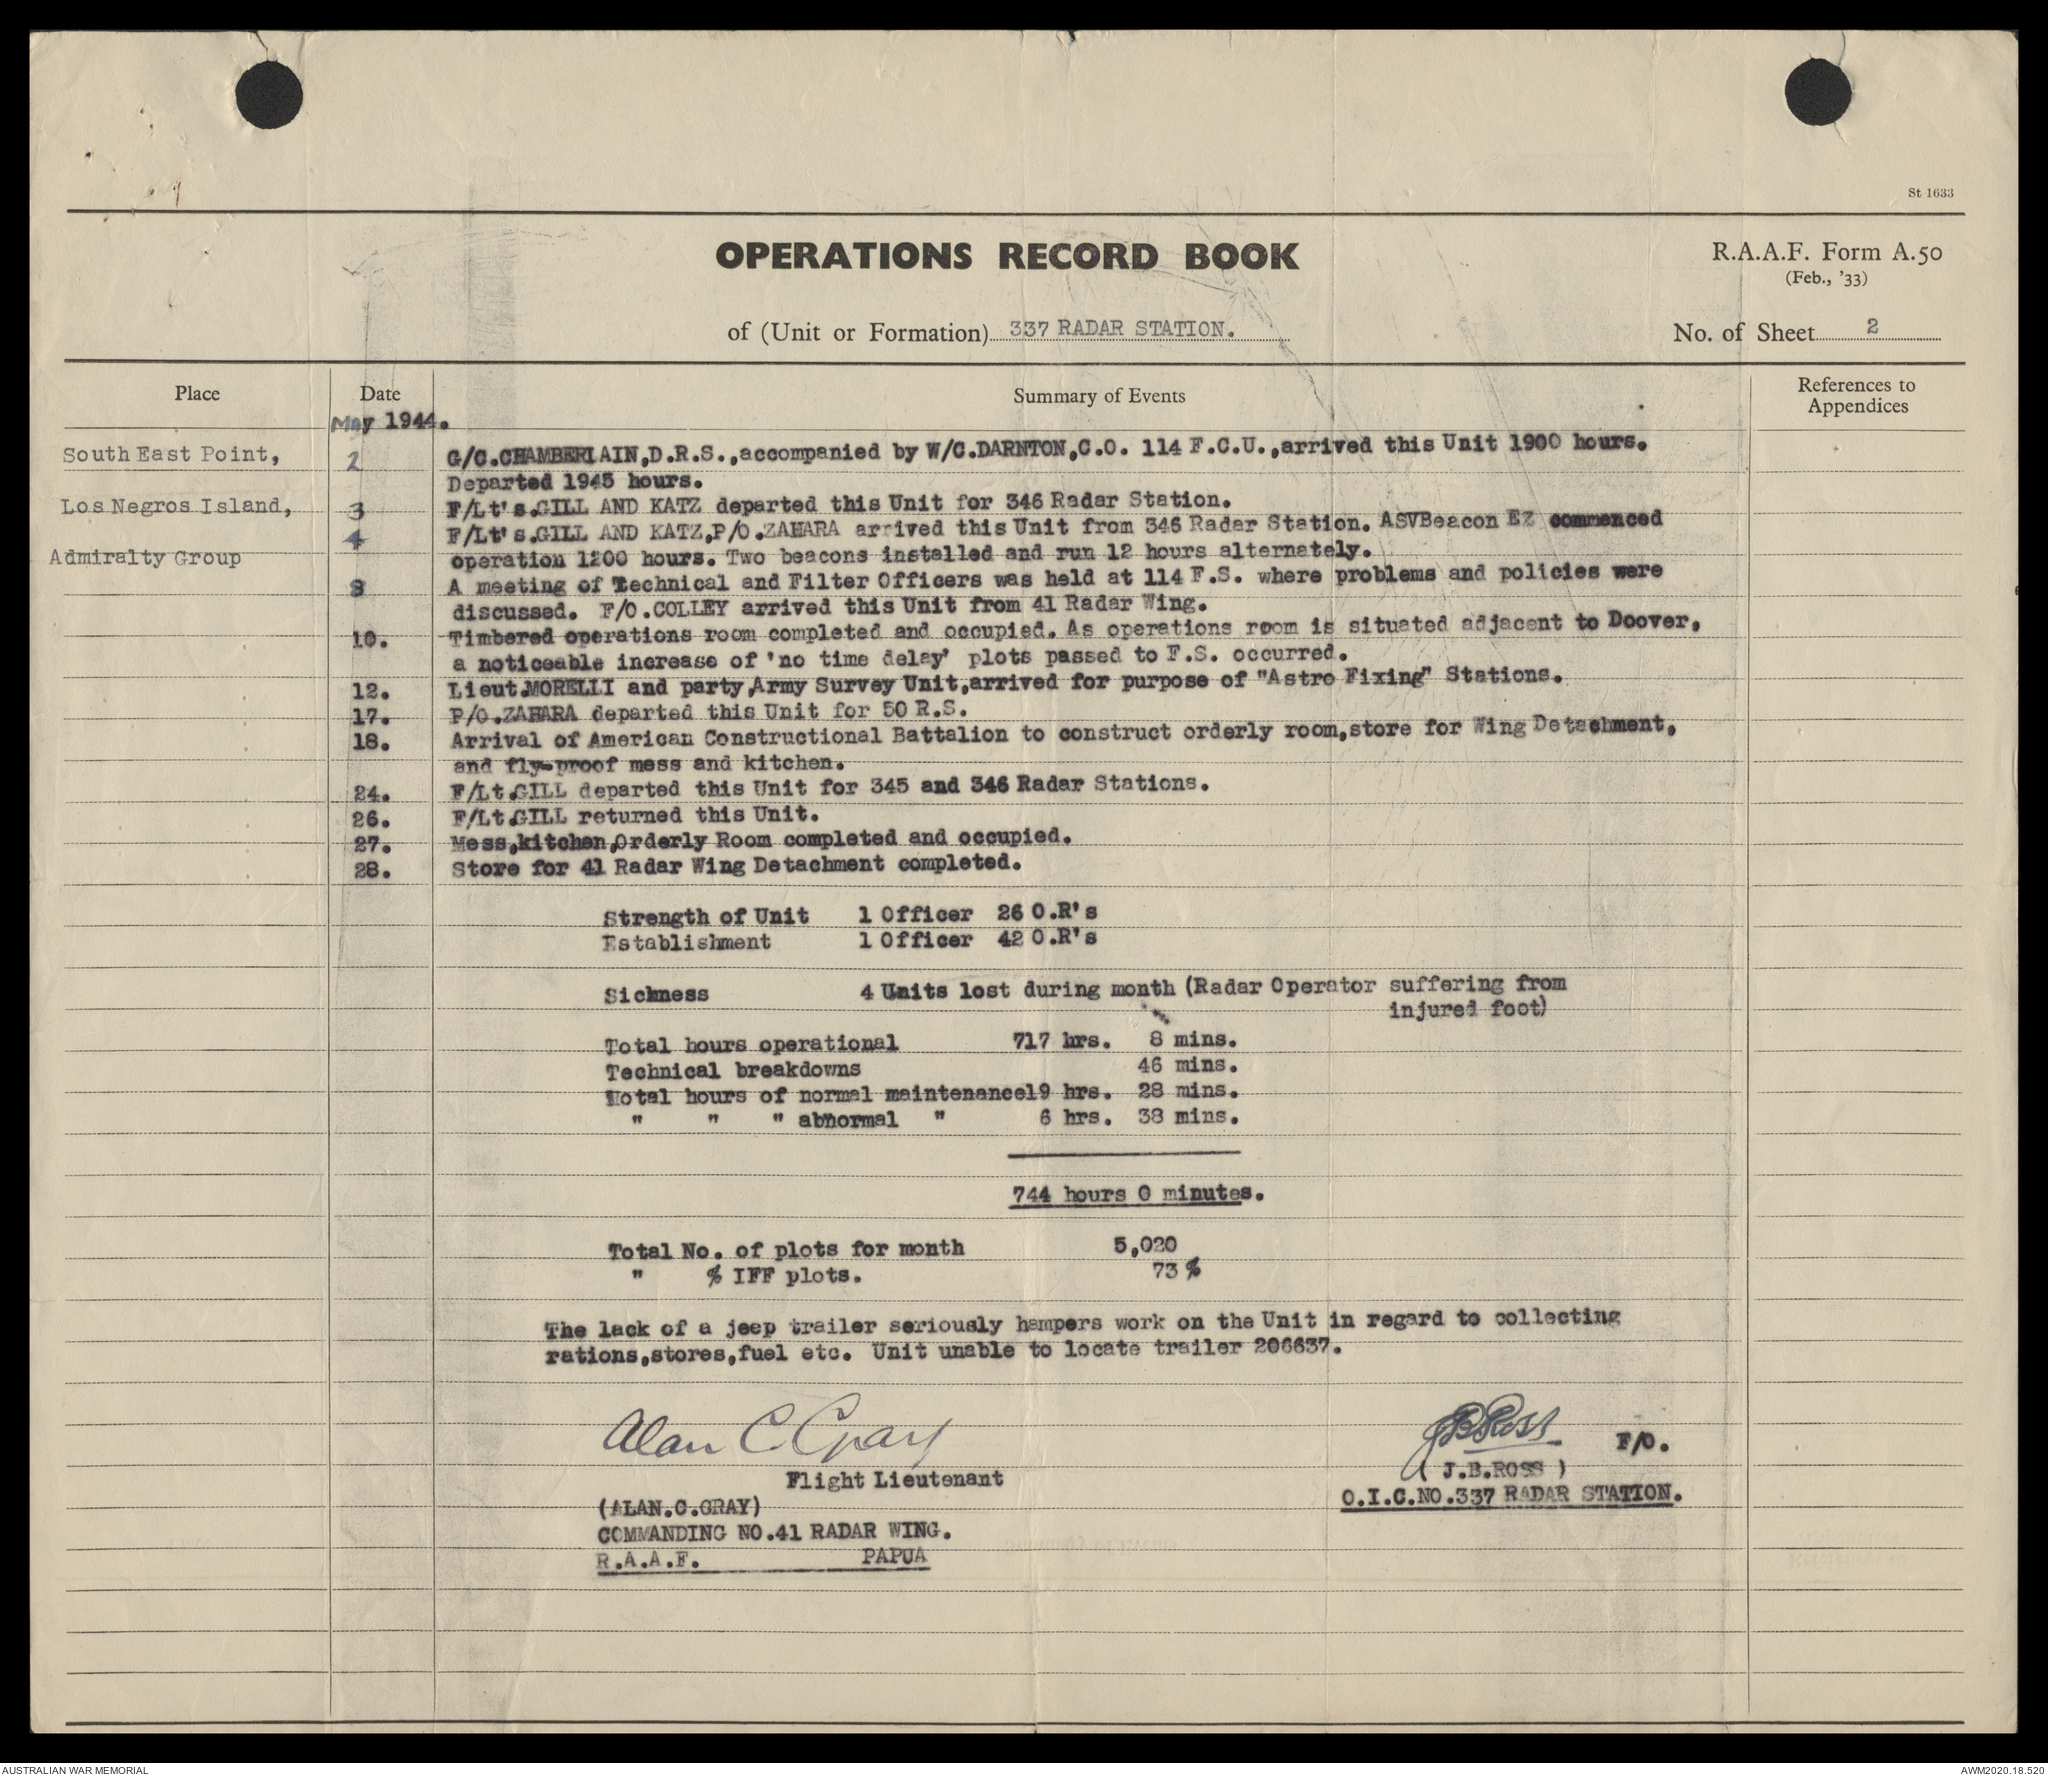 St 1633
OPERATIONS RECORD BOOK
R.A.A.F. Form A.50
(Feb., '33)
of (Unit or Formation) 337 RADAR STATION.
No. of Sheet 2
Place
Date
Summary of Events
References to
Appendices
May 1944.
South East Point, 2 G/C.CHAMBERLAIN,D.R.S.,accompanied by W/C.DARNTON,C.O. 114 F.C.U.,arrived this Unit 1900 hours.
Departed 1945 hours.
Los Negros Island, 3 F/Lt's.GILL AND KATZ departed this Unit for 346 Radar Station.
4 F/Lt's.GILL AND KATZ,P/O.ZAHARA arrived this Unit from 346 Radar Station. ASVBeacon EZ commenced
Admiralty Group operation 1200 hours. Two beacons installed and run 12 hours alternately.
8 A meeting of Technical and Filter Officers was held at 114 F.S. where problems and policies were
discussed. F/O.COLLEY arrived this Unit from 41 Radar Wing.
10. Timbered operations room completed and occupied. As operations room is situated adjacent to Doover,
a noticeable increase of 'no time delay' plots passed to F.S. occurred.
12. Lieut.MORELLI and party,Army Survey Unit,arrived for purpose of "Astro Fixing" Stations.
17. P/O.ZAHARA departed this Unit for 50 R.S.
18. Arrival of American Constructional Battalion to construct orderly room,store for Wing Detachment,
and fly-proof mess and kitchen.
24. F/Lt.GILL departed this Unit for 345 and 346 Radar Stations.
26. F/Lt.GILL returned this Unit.
27. Mess,kitchen,Orderly Room completed and occupied.
28. Store for 41 Radar Wing Detachment completed.
Strength of Unit 1 Officer 26 O.R's
Establishment 1 Officer 42 O.R's
Sickness 4 Units lost during month (Radar Operator suffering from
injured foot)
Total hours operational 717 hrs. 8 mins.
Technical breakdowns 46 mins.
Total hours of normal maintenance19 hrs. 28 mins.
" " " abnormal " 6 hrs. 38 mins.
744 hours 0 minutes.
Total No. of plots for month 5,020
" % IFF plots. 73 %
The lack of a jeep trailer seriously hampers work on the Unit in regard to collecting
rations,stores,fuel etc. Unit unable to locate trailer 206637.
Alan C. Gray
JBRoss F/O.
Flight Lieutenant
( J.B.ROSS )
(ALAN.C.GRAY)
O.I.C.NO.337 RADAR STATION.
COMMANDING NO.41 RADAR WING.
R.A.A.F. PAPUA
AUSTRALIAN WAR MEMORIAL
AWM2020.18.520